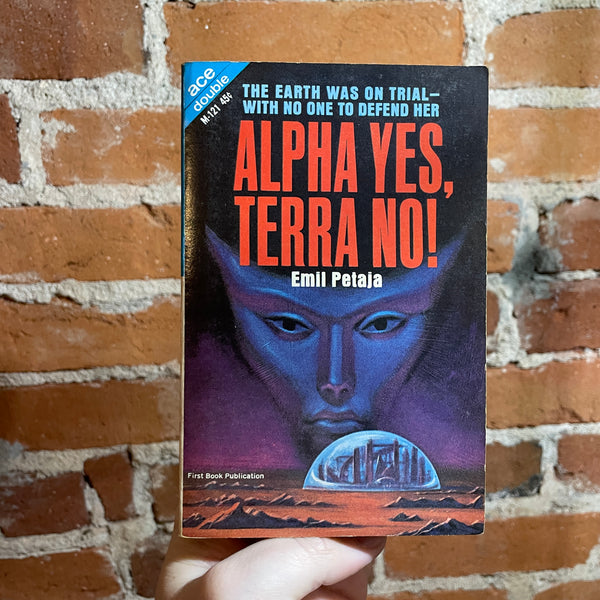 ace
double
M-121 45¢
THE EARTH WAS ON TRIAL—
WITH NO ONE TO DEFEND HER
ALPHA YES,
TERRA NO!
Emil Petaja
First Book Publication